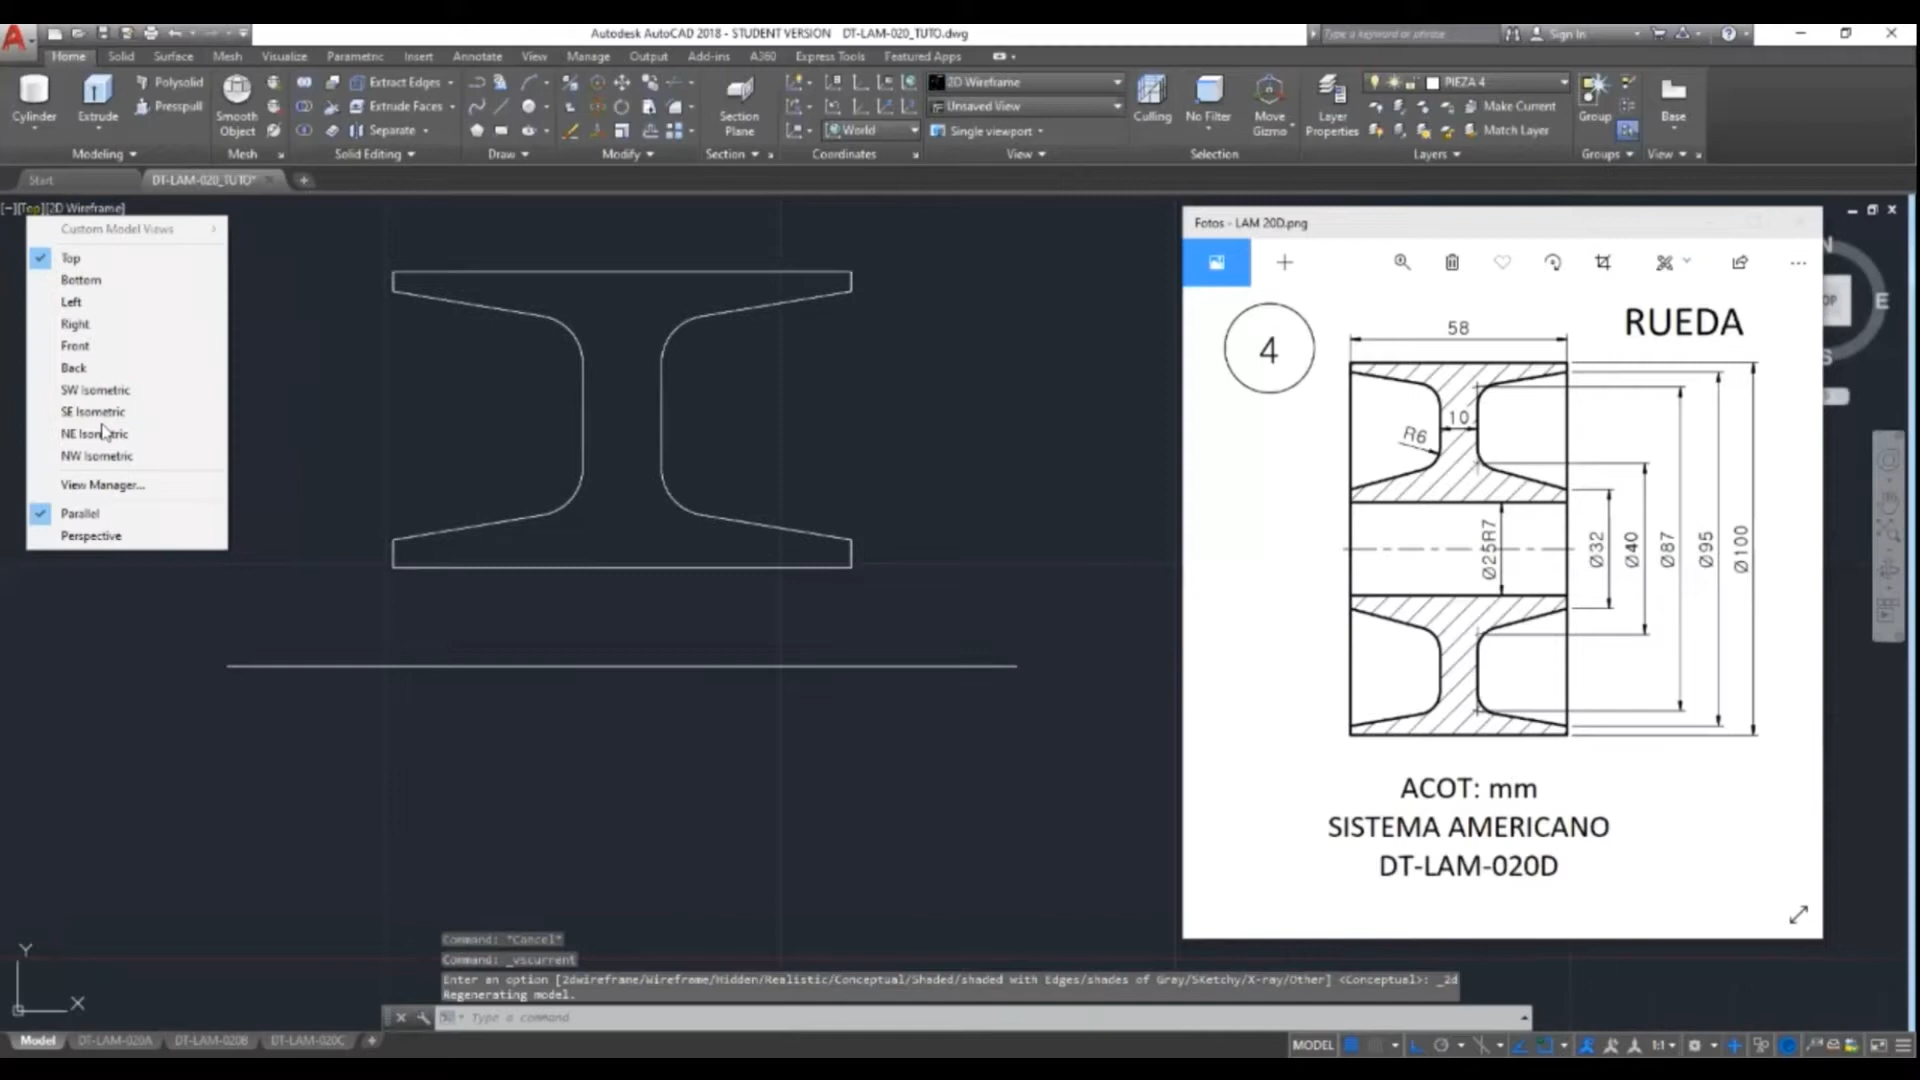 Autodesk AutoCAD 2018 - STUDENT VERSION DT-LAM-020_TUTO.dwg
Type a keyword or phrase
Sign In
Home Solid Surface Mesh Visualize Parametric Insert Annotate View Manage Output Add-ins A360 Express Tools Featured Apps
Cylinder
Extrude
Polysolid
Presspull
Modeling
Smooth Object
Mesh
Extract Edges
Extrude Faces
Separate
Solid Editing
Draw
Modify
Section Plane
Section
World
Coordinates
2D Wireframe
Unsaved View
Single viewport
View
Culling
No Filter
Move Gizmo
Selection
Layer Properties
PIEZA 4
Make Current
Match Layer
Layers
Group
Groups
Base
View
Start
DT-LAM-020_TUTO*
[−][Top][2D Wireframe]
Custom Model Views
Top
Bottom
Left
Right
Front
Back
SW Isometric
SE Isometric
NE Isometric
NW Isometric
View Manager...
Parallel
Perspective
Fotos - LAM 20D.png
4
RUEDA
58
10
R6
Ø25R7
Ø32
Ø40
Ø87
Ø95
Ø100
ACOT: mm
SISTEMA AMERICANO
DT-LAM-020D
N
E
S
Y
X
Command: *Cancel*
Command: _vscurrent
Enter an option [2dwireframe/Wireframe/Hidden/Realistic/Conceptual/Shaded/shaded with Edges/shades of Gray/SKetchy/X-ray/Other] <Conceptual>: _2d
Regenerating model.
Type a command
Model DT-LAM-020A DT-LAM-020B DT-LAM-020C
MODEL
1:1